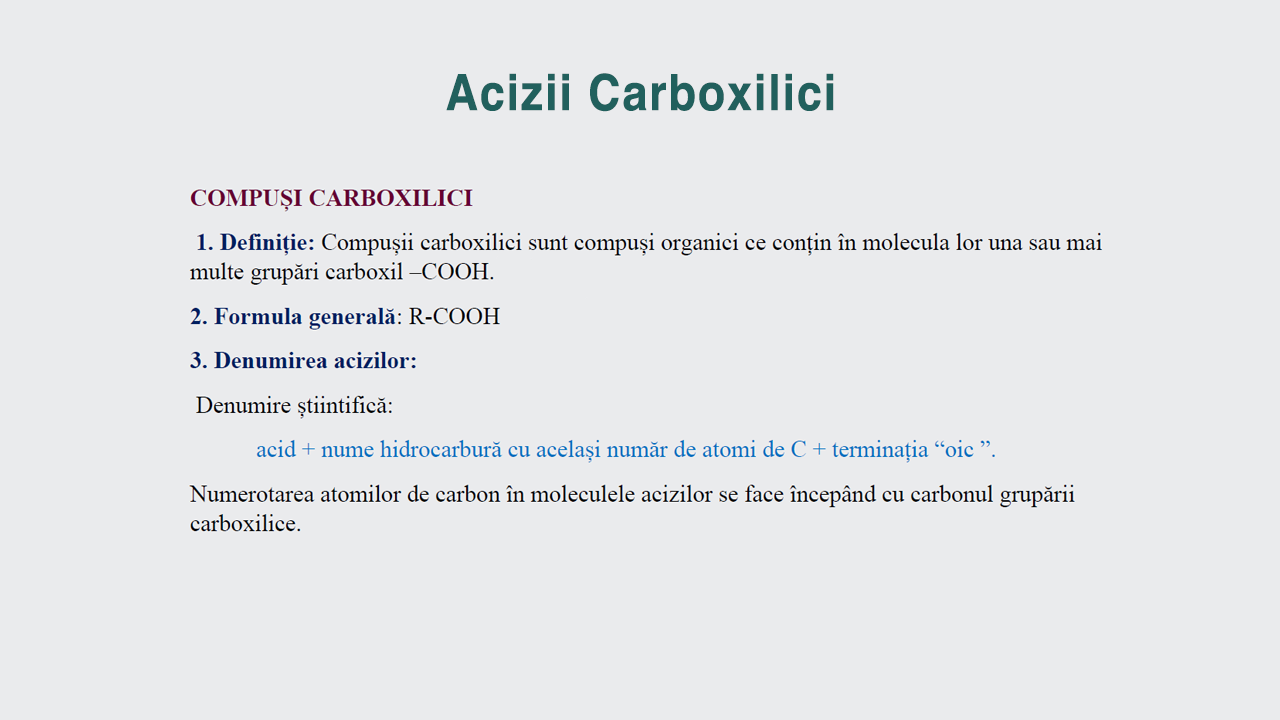 Acizii Carboxilici
COMPUȘI CARBOXILICI
1. Definiție: Compușii carboxilici sunt compuși organici ce conțin în molecula lor una sau mai
multe grupări carboxil –COOH.
2. Formula generală: R-COOH
3. Denumirea acizilor:
Denumire științifică:
acid + nume hidrocarbură cu același număr de atomi de C + terminația “oic ”.
Numerotarea atomilor de carbon în moleculele acizilor se face începând cu carbonul grupării
carboxilice.